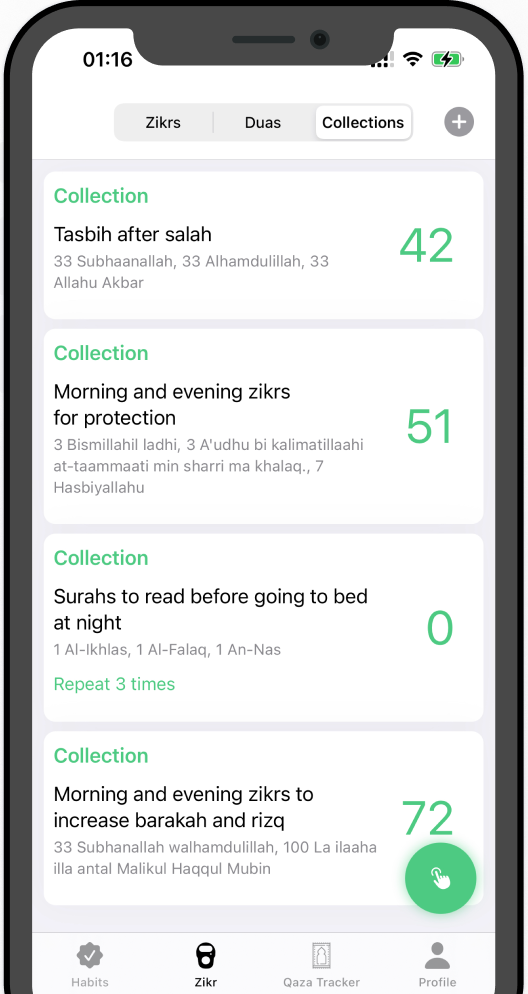 01:16
Zikrs
Duas
Collections
Collection
Tasbih after salah
33 Subhaanallah, 33 Alhamdulillah, 33
Allahu Akbar
42
Collection
Morning and evening zikrs
for protection
3 Bismillahil ladhi, 3 A'udhu bi kalimatillaahi
at-taammaati min sharri ma khalaq., 7
Hasbiyallahu
51
Collection
Surahs to read before going to bed
at night
1 Al-Ikhlas, 1 Al-Falaq, 1 An-Nas
Repeat 3 times
0
Collection
Morning and evening zikrs to
increase barakah and rizq
33 Subhanallah walhamdulillah, 100 La ilaaha
illa antal Malikul Haqqul Mubin
72
Habits
Zikr
Qaza Tracker
Profile